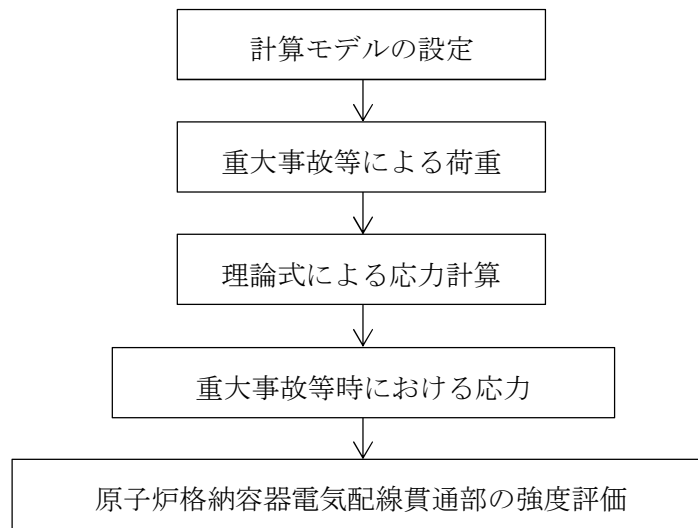 計算モデルの設定
重大事故等による荷重
理論式による応力計算
重大事故等時における応力
原子炉格納容器電気配線貫通部の強度評価